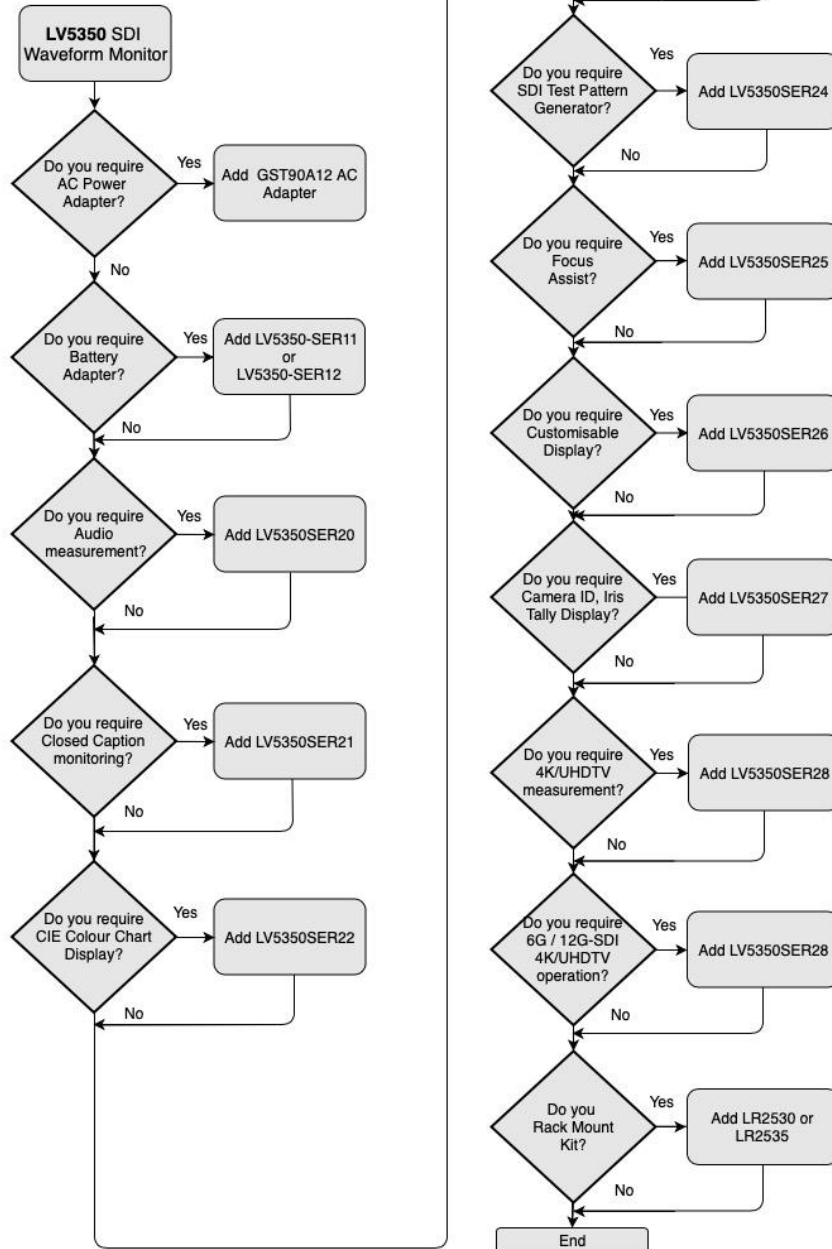 LV5350 SDI
Waveform Monitor
Do you require
AC Power
Adapter?
Yes
Add GST90A12 AC
Adapter
No
Do you require
Battery
Adapter?
Yes
Add LV5350-SER11
or
LV5350-SER12
No
Do you require
Audio
measurement?
Yes
Add LV5350SER20
No
Do you require
Closed Caption
monitoring?
Yes
Add LV5350SER21
No
Do you require
CIE Colour Chart
Display?
Yes
Add LV5350SER22
No
Do you require
SDI Test Pattern
Generator?
Yes
Add LV5350SER24
No
Do you require
Focus
Assist?
Yes
Add LV5350SER25
No
Do you require
Customisable
Display?
Yes
Add LV5350SER26
No
Do you require
Camera ID, Iris
Tally Display?
Yes
Add LV5350SER27
No
Do you require
4K/UHDTV
measurement?
Yes
Add LV5350SER28
No
Do you require
6G / 12G-SDI
4K/UHDTV
operation?
Yes
Add LV5350SER28
No
Do you
Rack Mount
Kit?
Yes
Add LR2530 or
LR2535
No
End